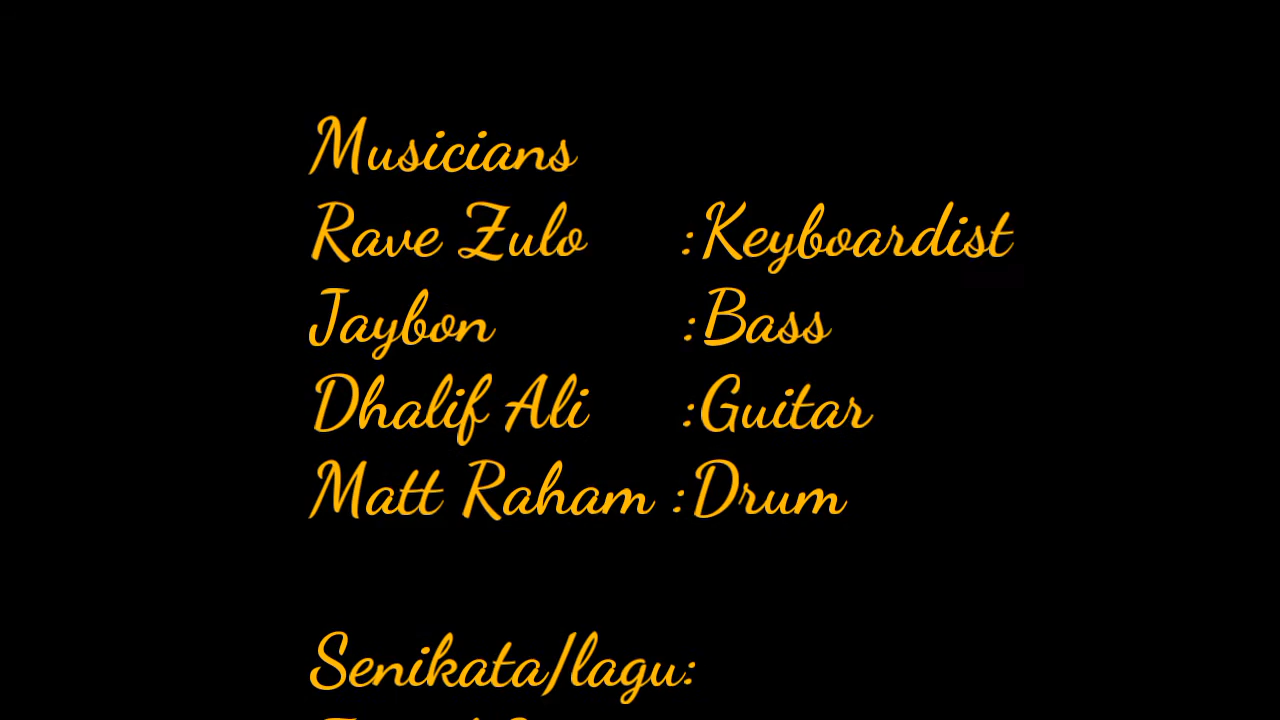 Musicians
Rave Zulo :Keyboardist
Jaybon :Bass
Dhalif Ali :Guitar
Matt Raham :Drum
Senikata/lagu: